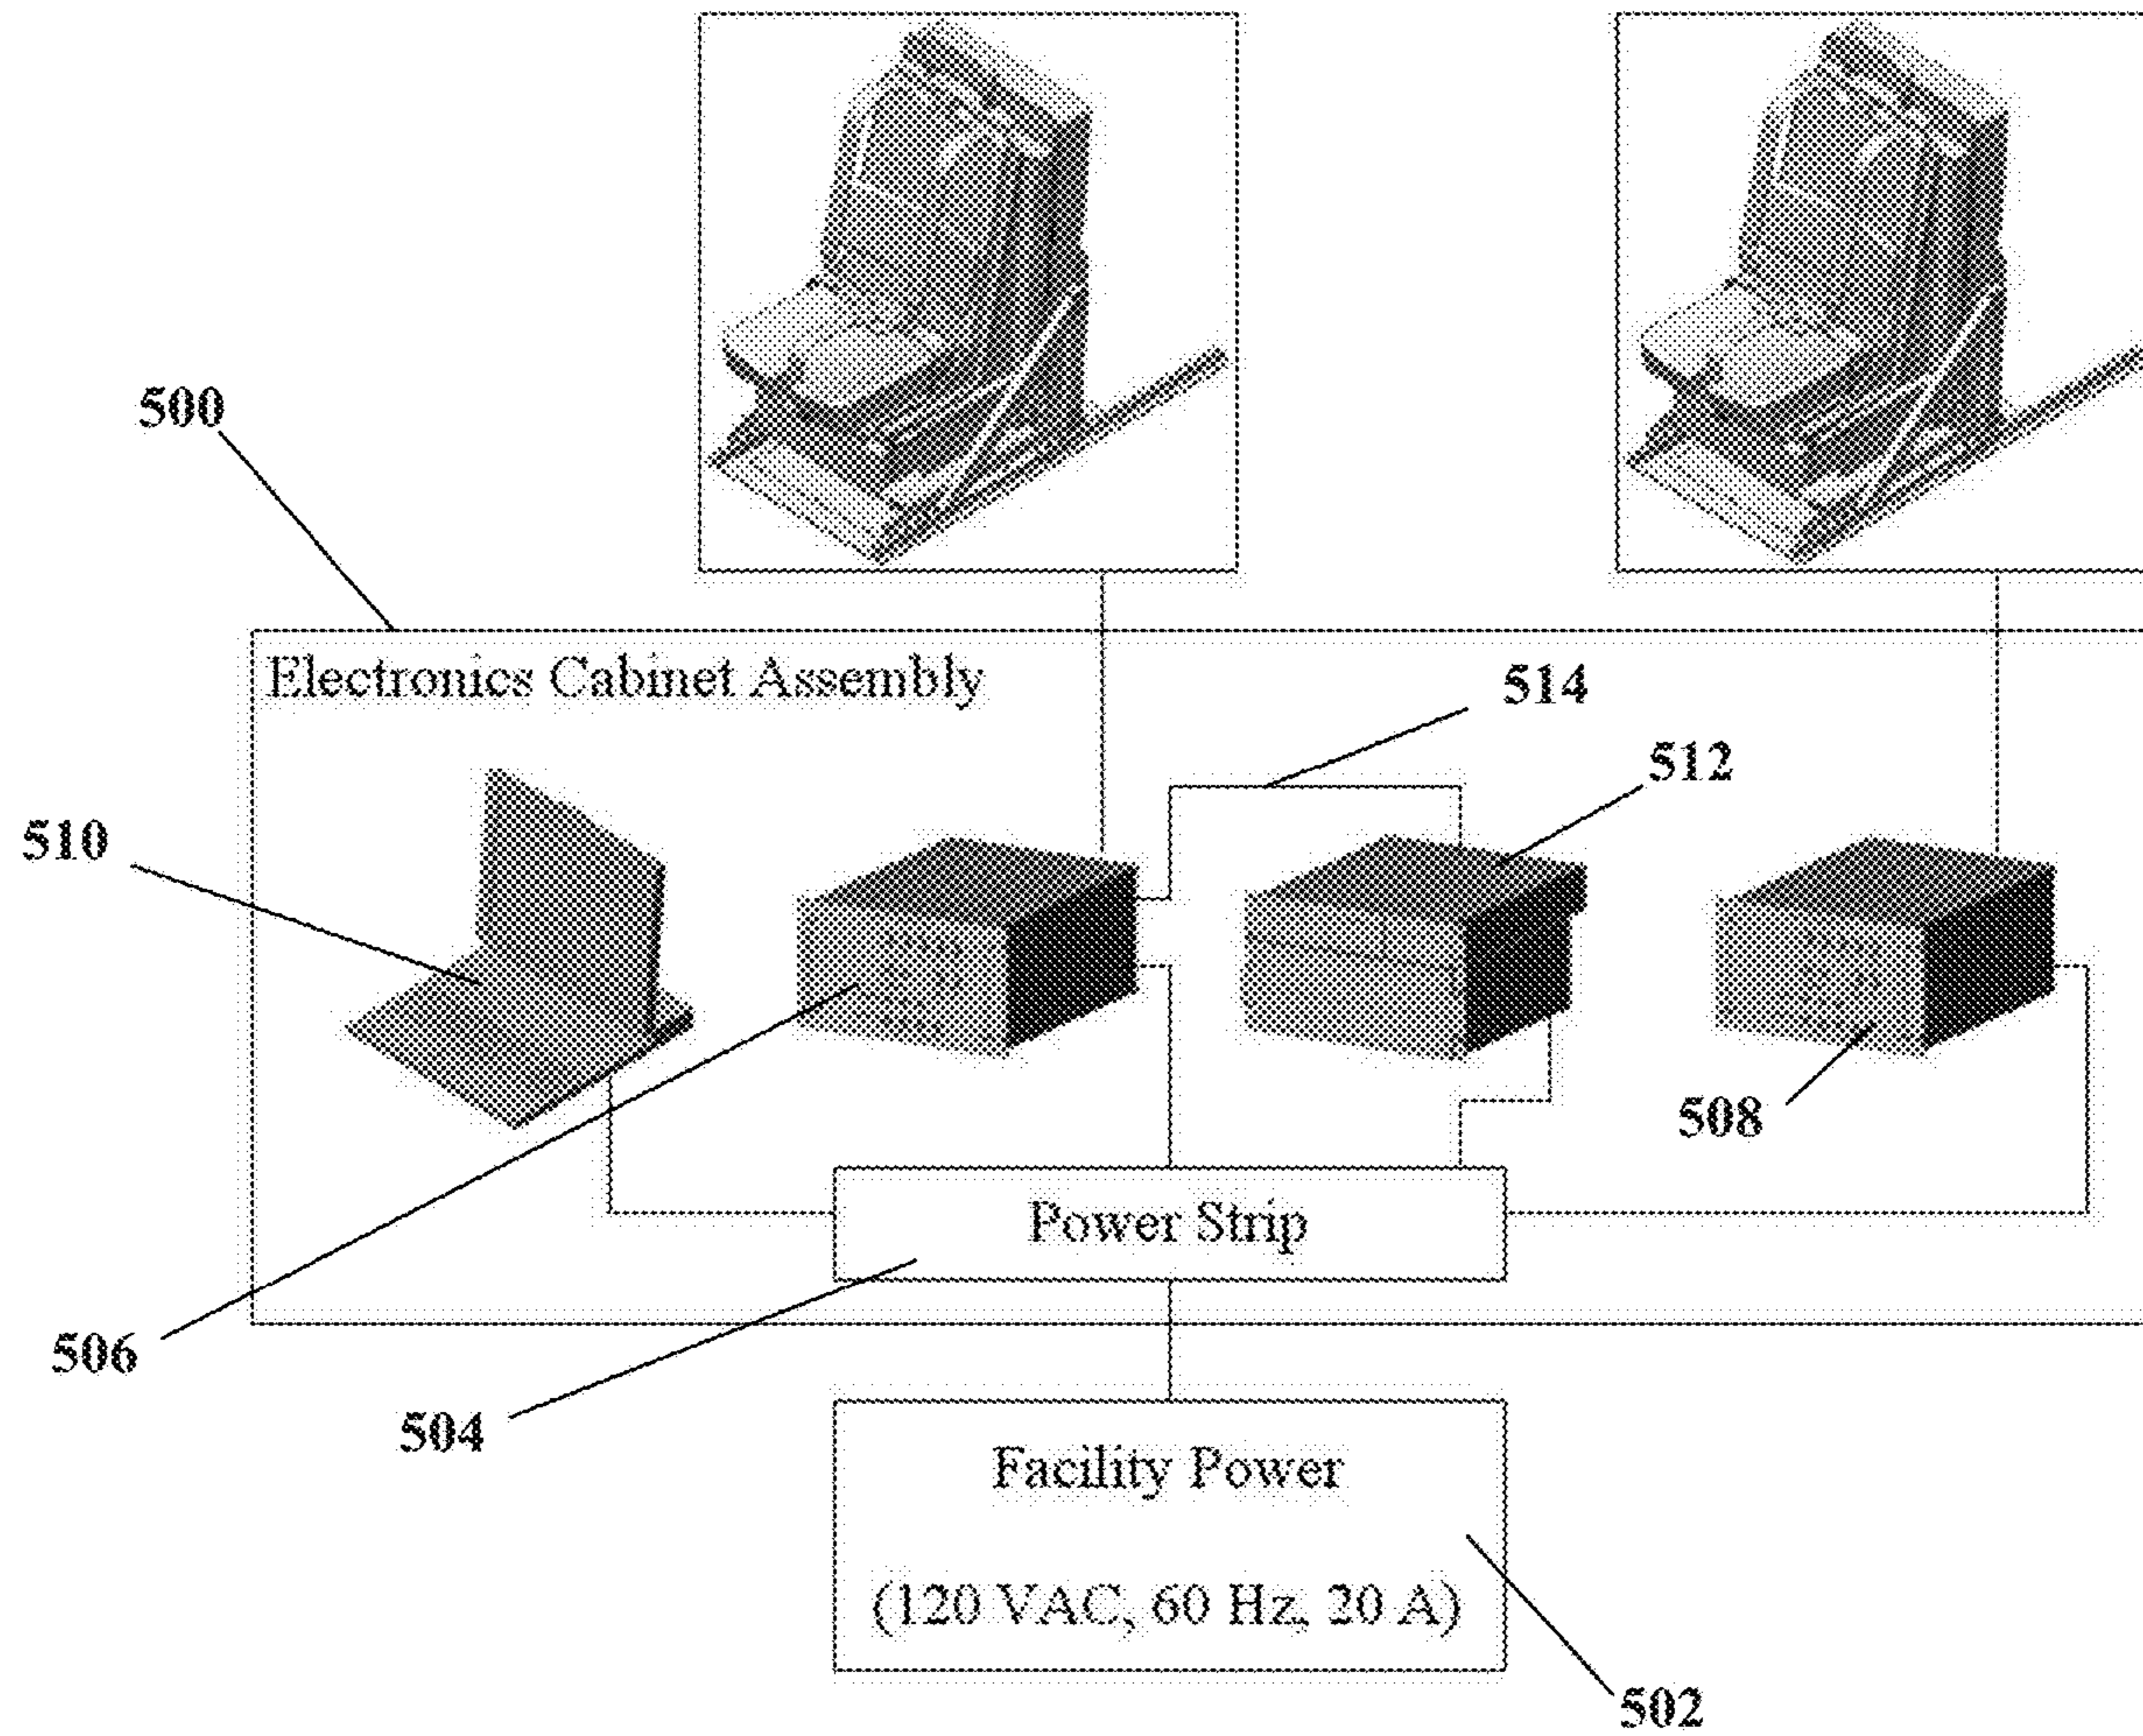 500
Electronics Cabinet Assembly
514
512
510
508
Power Strip
506
504
Facility Power
(120 VAC, 60 Hz, 20 A)
502